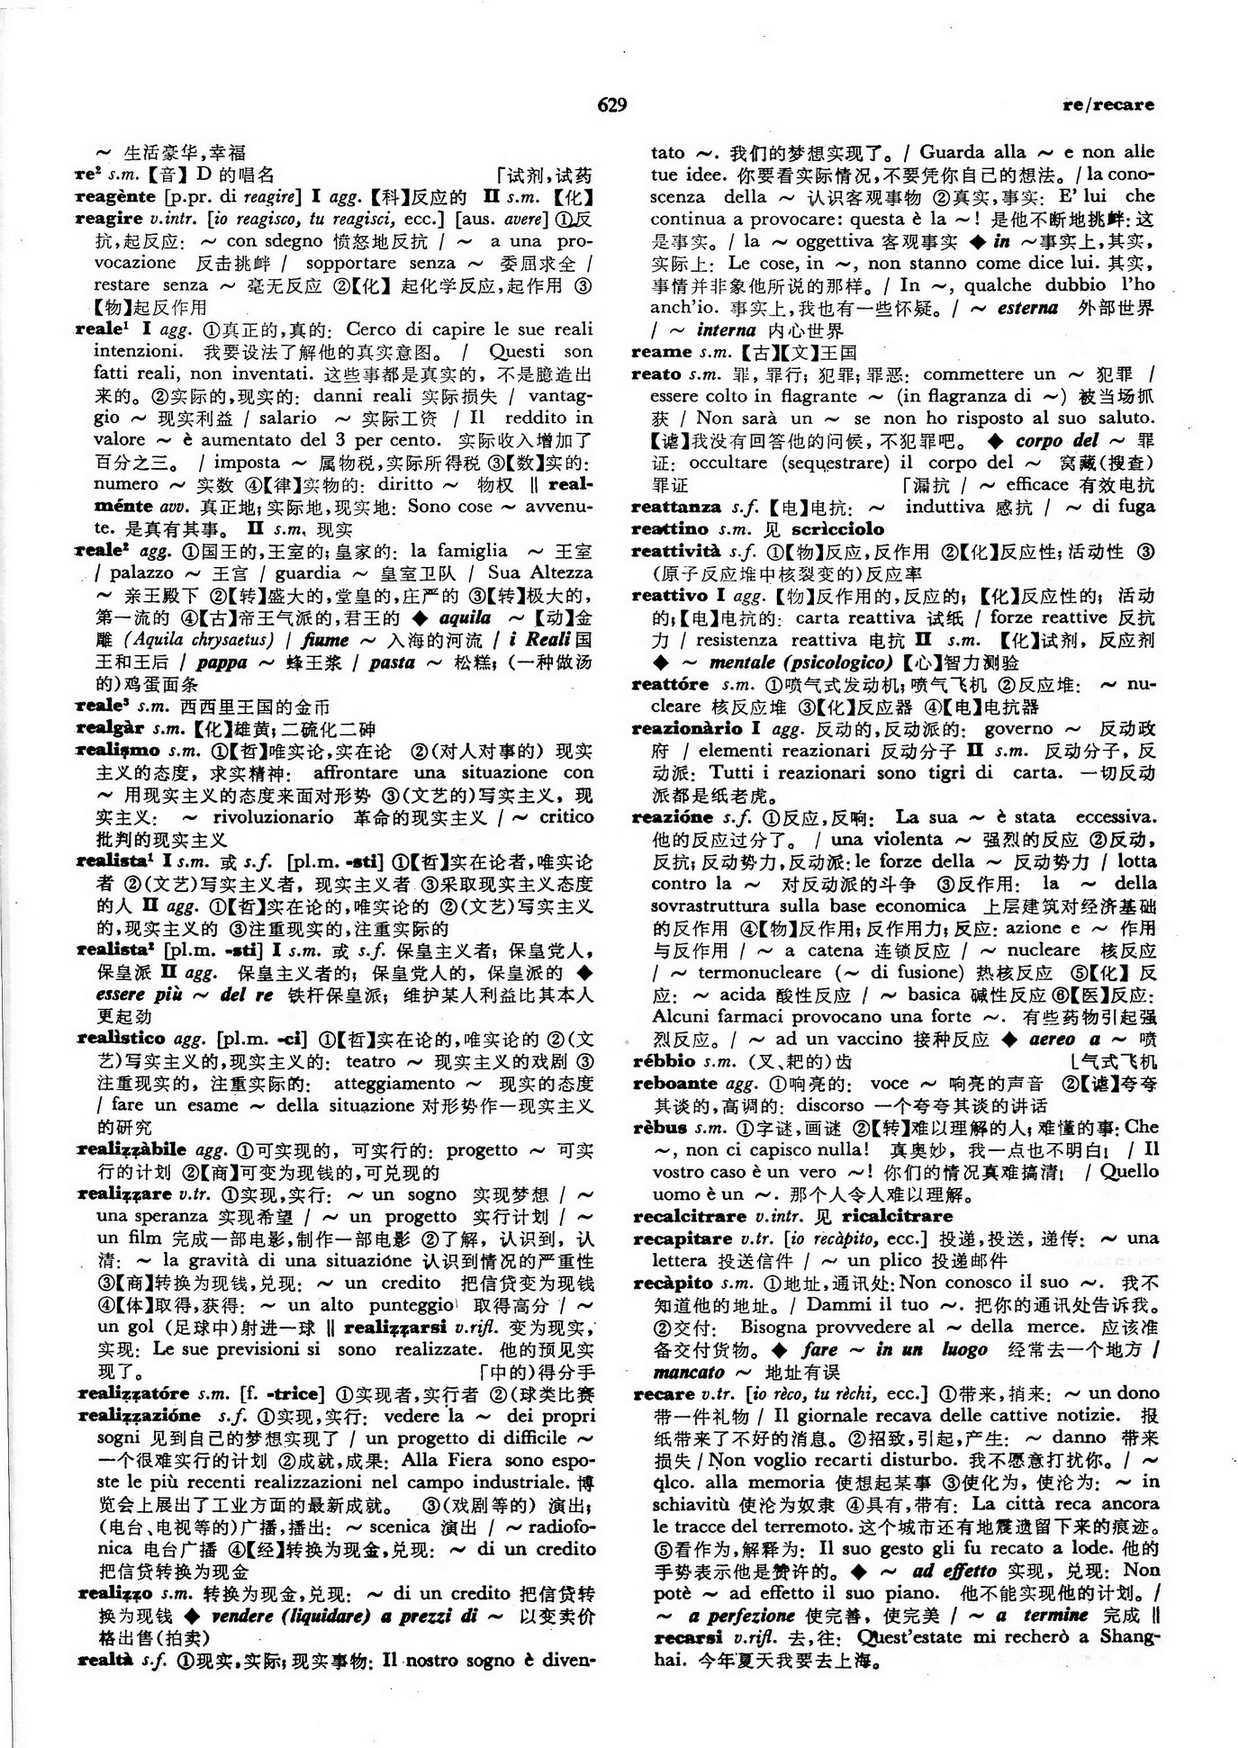 629
re/recare
～ 生活豪华,幸福
re² s.m.【音】D 的唱名 「试剂,试药
reagènte [p.pr. di reagire] I agg.【科】反应的 II s.m.【化】
reagire v.intr. [io reagisco, tu reagisci, ecc.] [aus. avere] ①反
抗,起反应: ～ con sdegno 愤怒地反抗 / ～ a una pro-
vocazione 反击挑衅 / sopportare senza ～ 委屈求全 /
restare senza ～ 毫无反应 ②【化】起化学反应,起作用 ③
【物】起反作用
reale¹ I agg. ①真正的,真的: Cerco di capire le sue reali
intenzioni. 我要设法了解他的真实意图。 / Questi son
fatti reali, non inventati. 这些事都是真实的, 不是臆造出
来的。②实际的,现实的: danni reali 实际损失 / vantag-
gio ～ 现实利益 / salario ～ 实际工资 / Il reddito in
valore ～ è aumentato del 3 per cento. 实际收入增加了
百分之三。 / imposta ～ 属物税,实际所得税 ③【数】实的:
numero ～ 实数 ④【律】实物的: diritto ～ 物权 ‖ real-
ménte avv. 真正地; 实际地,现实地: Sono cose ～ avvenu-
te. 是真有其事。 II s.m. 现实
reale² agg. ①国王的,王室的; 皇家的: la famiglia ～ 王室
/ palazzo ～ 王宫 / guardia ～ 皇室卫队 / Sua Altezza
～ 亲王殿下 ②【转】盛大的,堂皇的,庄严的 ③【转】极大的,
第一流的 ④【古】帝王气派的,君王的 ◆ aquila ～【动】金
雕 (Aquila chrysaetus) / fiume ～ 入海的河流 / i Reali 国
王和王后 / pappa ～ 蜂王浆 / pasta ～ 松糕; (一种做汤
的)鸡蛋面条
reale³ s.m. 西西里王国的金币
realgàr s.m.【化】雄黄; 二硫化二砷
realismo s.m. ①【哲】唯实论,实在论 ②(对人对事的) 现实
主义的态度, 求实精神: affrontare una situazione con
～ 用现实主义的态度来面对形势 ③(文艺的)写实主义, 现
实主义: ～ rivoluzionario 革命的现实主义 / ～ critico
批判的现实主义
realista¹ I s.m. 或 s.f. [pl.m. -sti] ①【哲】实在论者,唯实论
者 ②(文艺)写实主义者, 现实主义者 ③采取现实主义态度
的人 II agg. ①【哲】实在论的,唯实论的 ②(文艺)写实主义
的,现实主义的 ③注重现实的,注重实际的
realista² [pl.m. -sti] I s.m. 或 s.f. 保皇主义者; 保皇党人,
保皇派 II agg. 保皇主义者的; 保皇党人的, 保皇派的 ◆
essere più ～ del re 铁杆保皇派; 维护某人利益比其本人
更起劲
realìstico agg. [pl.m. -ci] ①【哲】实在论的,唯实论的 ②(文
艺)写实主义的,现实主义的: teatro ～ 现实主义的戏剧 ③
注重现实的, 注重实际的: atteggiamento ～ 现实的态度
/ fare un esame ～ della situazione 对形势作一现实主义
的研究
realizzàbile agg. ①可实现的, 可实行的: progetto ～ 可实
行的计划 ②【商】可变为现钱的,可兑现的
realizzare v.tr. ①实现,实行: ～ un sogno 实现梦想 / ～
una speranza 实现希望 / ～ un progetto 实行计划 / ～
un film 完成一部电影,制作一部电影 ②了解, 认识到, 认
清: ～ la gravità di una situazióne 认识到情况的严重性
③【商】转换为现钱,兑现: ～ un credito 把信贷变为现钱
④【体】取得,获得: ～ un alto punteggio 取得高分 / ～
un gol (足球中)射进一球 ‖ realizzarsi v.rifl. 变为现实,
实现: Le sue previsioni si sono realizzate. 他的预见实
现了。 「中的)得分手
realizzatóre s.m. [f. -trice] ①实现者,实行者 ②(球类比赛
realizzazióne s.f. ①实现,实行: vedere la ～ dei propri
sogni 见到自己的梦想实现了 / un progetto di difficile ～
一个很难实行的计划 ②成就,成果: Alla Fiera sono espo-
ste le più recenti realizzazioni nel campo industriale. 博
览会上展出了工业方面的最新成就。 ③(戏剧等的) 演出;
(电台、电视等的)广播,播出: ～ scenica 演出 / ～ radiofo-
nica 电台广播 ④【经】转换为现金,兑现: ～ di un credito
把信贷转换为现金
realizzo s.m. 转换为现金,兑现: ～ di un credito 把信贷转
换为现钱 ◆ vendere (liquidare) a prezzi di ～ 以变卖价
格出售(拍卖)
realtà s.f. ①现实,实际; 现实事物: Il nostro sogno è diven-
tato ～. 我们的梦想实现了。 / Guarda alla ～ e non alle
tue idee. 你要看实际情况,不要凭你自己的想法。 / la cono-
scenza della ～ 认识客观事物 ②真实,事实: E' lui che
continua a provocare: questa è la ～! 是他不断地挑衅: 这
是事实。 / la ～ oggettiva 客观事实 ◆ in ～ 事实上,其实,
实际上: Le cose, in ～, non stanno come dice lui. 其实,
事情并非象他所说的那样。 / In ～, qualche dubbio l'ho
anch'io. 事实上,我也有一些怀疑。 / ～ esterna 外部世界
/ ～ interna 内心世界
reame s.m.【古】【文】王国
reato s.m. 罪, 罪行; 犯罪; 罪恶: commettere un ～ 犯罪 /
essere colto in flagrante ～ (in flagranza di ～) 被当场抓
获 / Non sarà un ～ se non ho risposto al suo saluto.
【谑】我没有回答他的问候, 不犯罪吧。 ◆ corpo del ～ 罪
证: occultare (sequestrare) il corpo del ～ 窝藏(搜查)
罪证 「漏抗 / ～ efficace 有效电抗
reattanza s.f.【电】电抗: ～ induttiva 感抗 / ～ di fuga
reattino s.m. 见 scricciolo
reattività s.f. ①【物】反应,反作用 ②【化】反应性; 活动性 ③
(原子反应堆中核裂变的)反应率
reattivo I agg.【物】反作用的,反应的; 【化】反应性的; 活动
的;【电】电抗的: carta reattiva 试纸 / forze reattive 反抗
力 / resistenza reattiva 电抗 II s.m. 【化】试剂, 反应剂
◆ ～ mentale (psicologico)【心】智力测验
reattóre s.m. ①喷气式发动机; 喷气飞机 ②反应堆: ～ nu-
cleare 核反应堆 ③【化】反应器 ④【电】电抗器
reazionàrio I agg. 反动的,反动派的: governo ～ 反动政
府 / elementi reazionari 反动分子 II s.m. 反动分子, 反
动派: Tutti i reazionari sono tigri di carta. 一切反动
派都是纸老虎。
reazióne s.f. ①反应,反响: La sua ～ è stata eccessiva.
他的反应过分了。 / una violenta ～ 强烈的反应 ②反动,
反抗; 反动势力,反动派: le forze della ～ 反动势力 / lotta
contro la ～ 对反动派的斗争 ③反作用: la ～ della
sovrastruttura sulla base economica 上层建筑对经济基础
的反作用 ④【物】反作用; 反作用力; 反应: azione e ～ 作用
与反作用 / ～ a catena 连锁反应 / ～ nucleare 核反应
/ ～ termonucleare (～ di fusione) 热核反应 ⑤【化】反
应: ～ acida 酸性反应 / ～ basica 碱性反应 ⑥【医】反应:
Alcuni farmaci provocano una forte ～. 有些药物引起强
烈反应。 / ～ ad un vaccino 接种反应 ◆ aereo a ～ 喷
rébbio s.m. (叉、耙的)齿 ⌊气式飞机
reboante agg. ①响亮的: voce ～ 响亮的声音 ②【谑】夸夸
其谈的,高调的: discorso 一个夸夸其谈的讲话
rèbus s.m. ①字谜,画谜 ②【转】难以理解的人; 难懂的事: Che
～, non ci capisco nulla! 真奥妙, 我一点也不明白! / Il
vostro caso è un vero ～! 你们的情况真难搞清! / Quello
uomo è un ～. 那个人令人难以理解。
recalcitrare v.intr. 见 ricalcitrare
recapitare v.tr. [io recàpito, ecc.] 投递,投送, 递传: ～ una
lettera 投送信件 / ～ un plico 投递邮件
recàpito s.m. ①地址,通讯处: Non conosco il suo ～. 我不
知道他的地址。 / Dammi il tuo ～. 把你的通讯处告诉我。
②交付: Bisogna provvedere al ～ della merce. 应该准
备交付货物。 ◆ fare ～ in un luogo 经常去一个地方 /
mancato ～ 地址有误
recare v.tr. [io rèco, tu rèchi, ecc.] ①带来,捎来: ～ un dono
带一件礼物 / Il giornale recava delle cattive notizie. 报
纸带来了不好的消息。②招致,引起,产生: ～ danno 带来
损失 / Non voglio recarti disturbo. 我不愿意打扰你。 / ～
qlco. alla memoria 使想起某事 ③使化为, 使沦为: ～ in
schiavitù 使沦为奴隶 ④具有,带有: La città reca ancora
le tracce del terremoto. 这个城市还有地震遗留下来的痕迹。
⑤看作为,解释为: Il suo gesto gli fu recato a lode. 他的
手势表示他是赞许的。 ◆ ～ ad effetto 实现, 兑现: Non
potè ～ ad effetto il suo piano. 他不能实现他的计划。 /
～ a perfezione 使完善, 使完美 / ～ a termine 完成 ‖
recarsi v.rifl. 去,往: Quest'estate mi recherò a Shang-
hai. 今年夏天我要去上海。